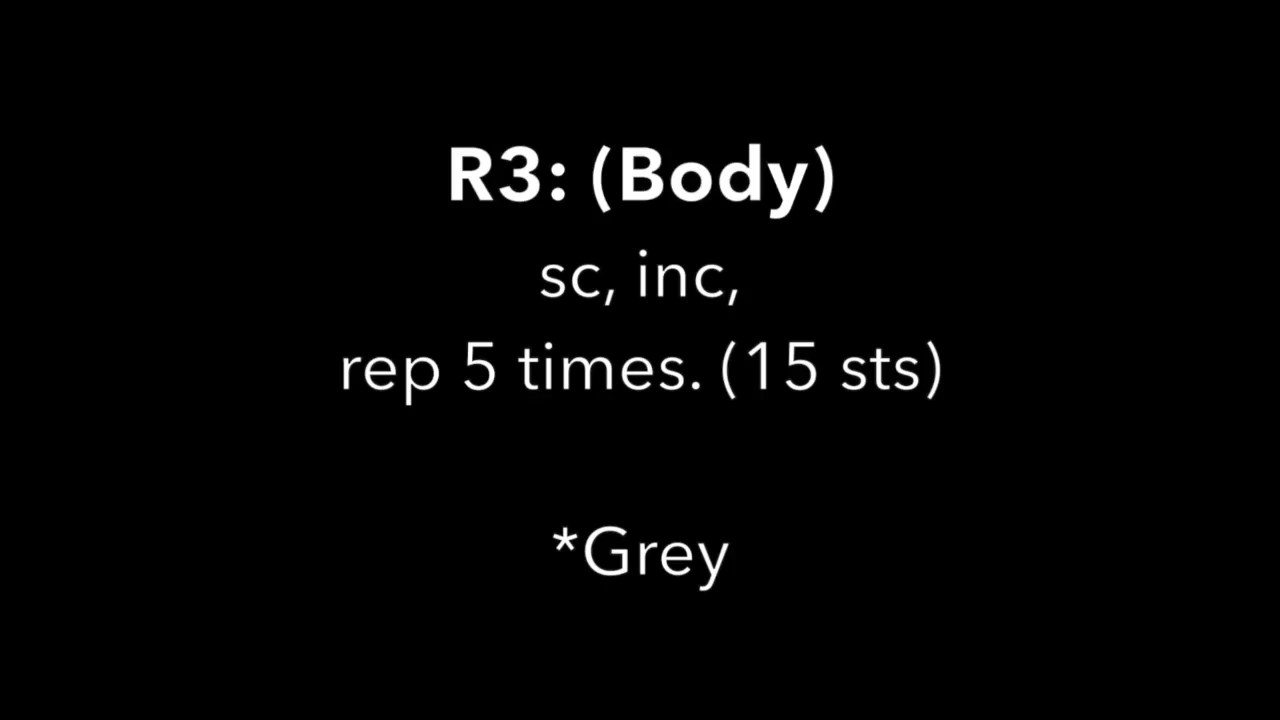 R3: (Body)
sc, inc,
rep 5 times. (15 sts)
*Grey